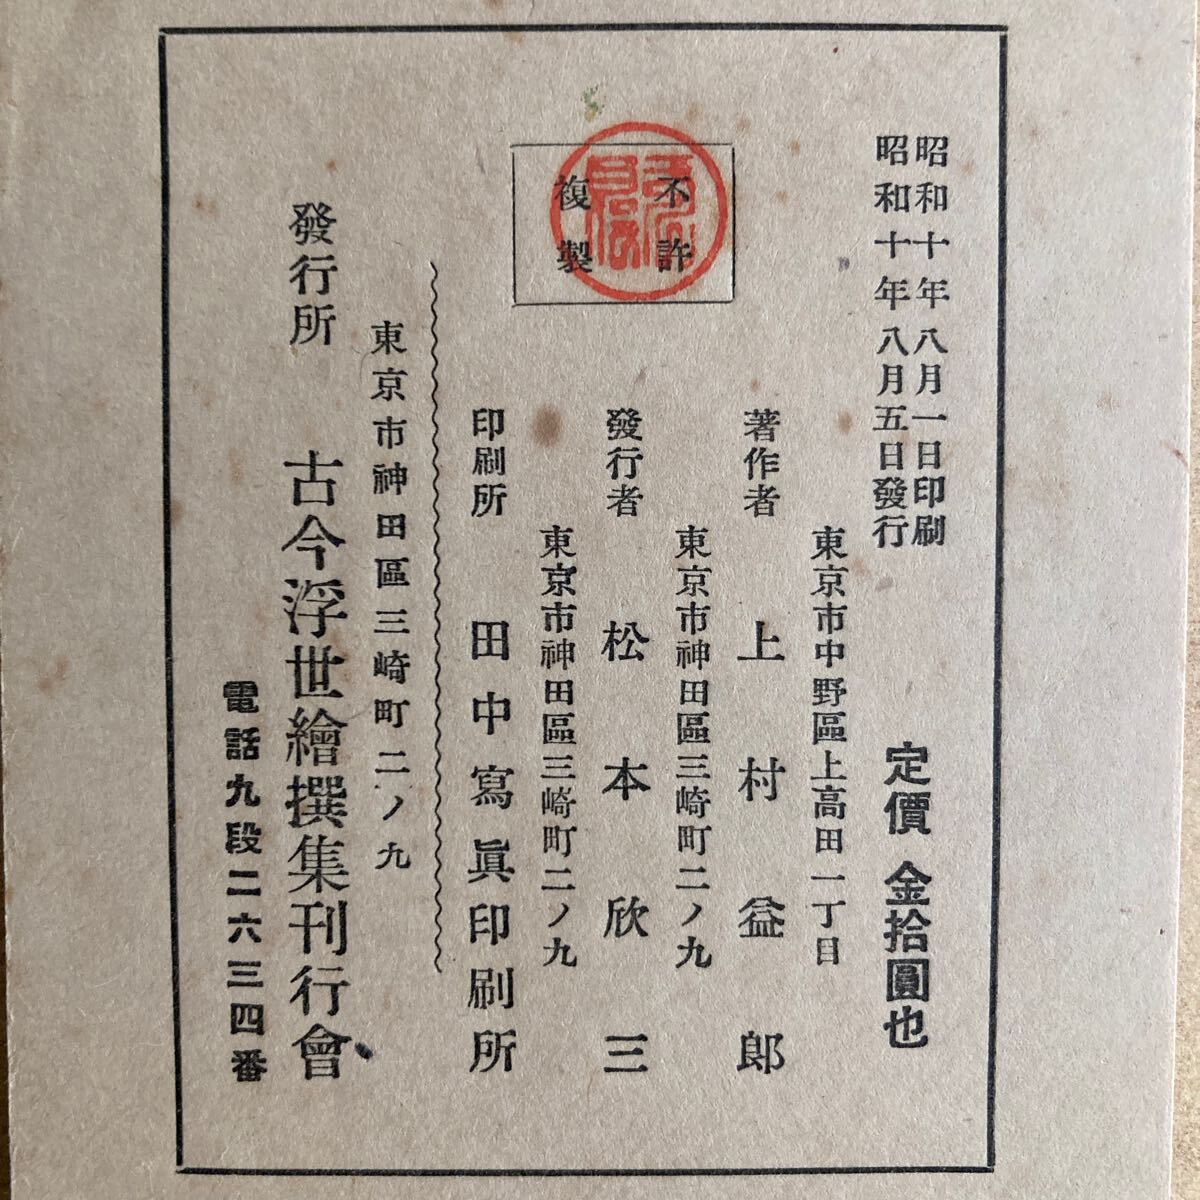 昭和十年八月一日印刷
昭和十年八月五日發行
定價 金拾圓也
不許
複製
東京市中野區上高田一丁目
著作者 上村益郎
東京市神田區三崎町二ノ九
發行者 松本欣三
東京市神田區三崎町二ノ九
印刷所 田中寫眞印刷所
東京市神田區三崎町二ノ九
發行所 古今浮世繪撰集刊行會
電話九段二六三四番